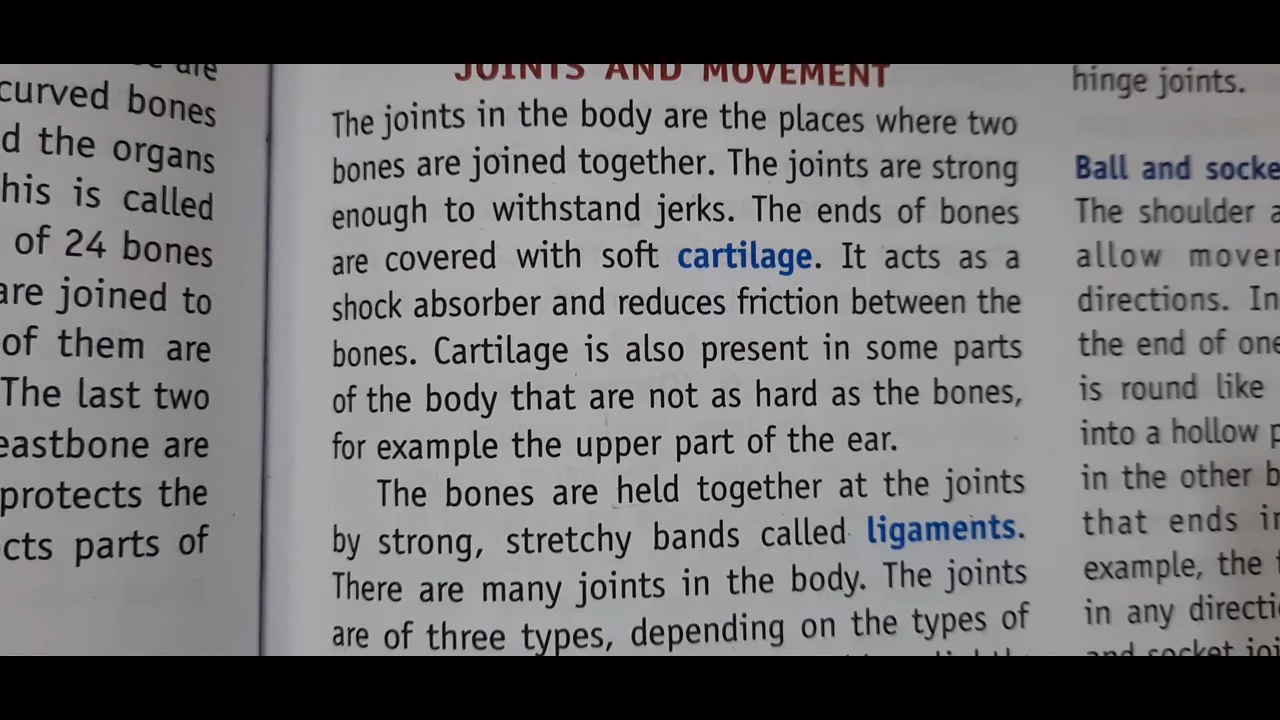 are
curved bones
the organs
is called
of 24 bones
are joined to
of them are
The last two
are
protects the
parts of
JOINTS AND MOVEMENT
The joints in the body are the places where two
bones are joined together. The joints are strong
enough to withstand jerks. The ends of bones
are covered with soft cartilage. It acts as a
shock absorber and reduces friction between the
bones. Cartilage is also present in some parts
of the body that are not as hard as the bones,
for example the upper part of the ear.
The bones are held together at the joints
by strong, stretchy bands called ligaments.
There are many joints in the body. The joints
are of three types, depending on the types of
hinge joints.
Ball and
The shoulder
allow
directions. In
the end of one
is round like
into a hollow
in the other
that ends
example, the
in any
and socket